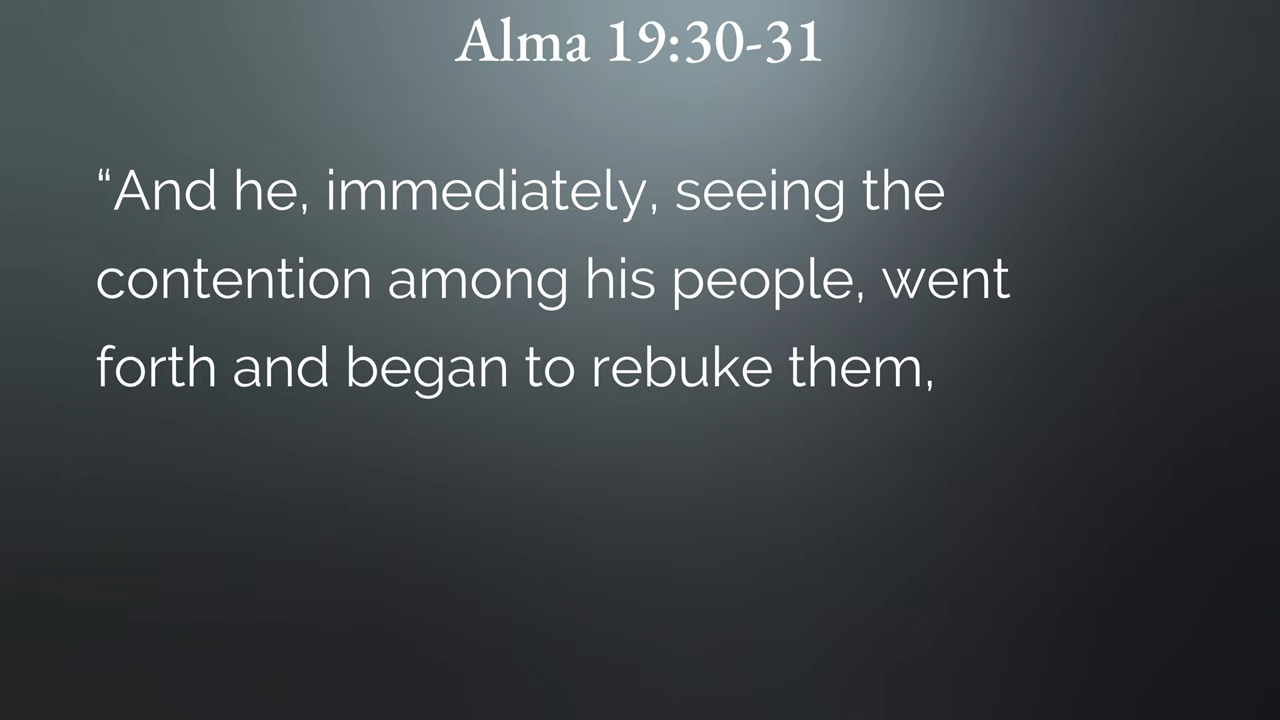 Alma 19:30-31
“And he, immediately, seeing the
contention among his people, went
forth and began to rebuke them,